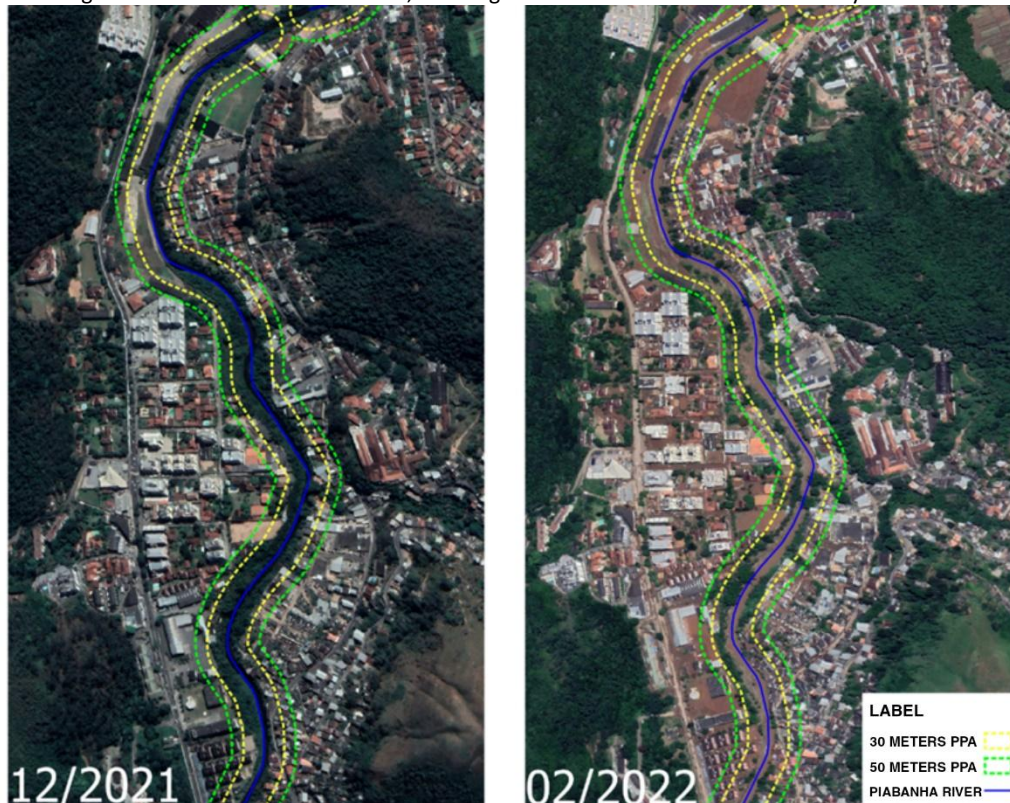 12/2021
02/2022
LABEL
30 METERS PPA
50 METERS PPA
PIABANHA RIVER